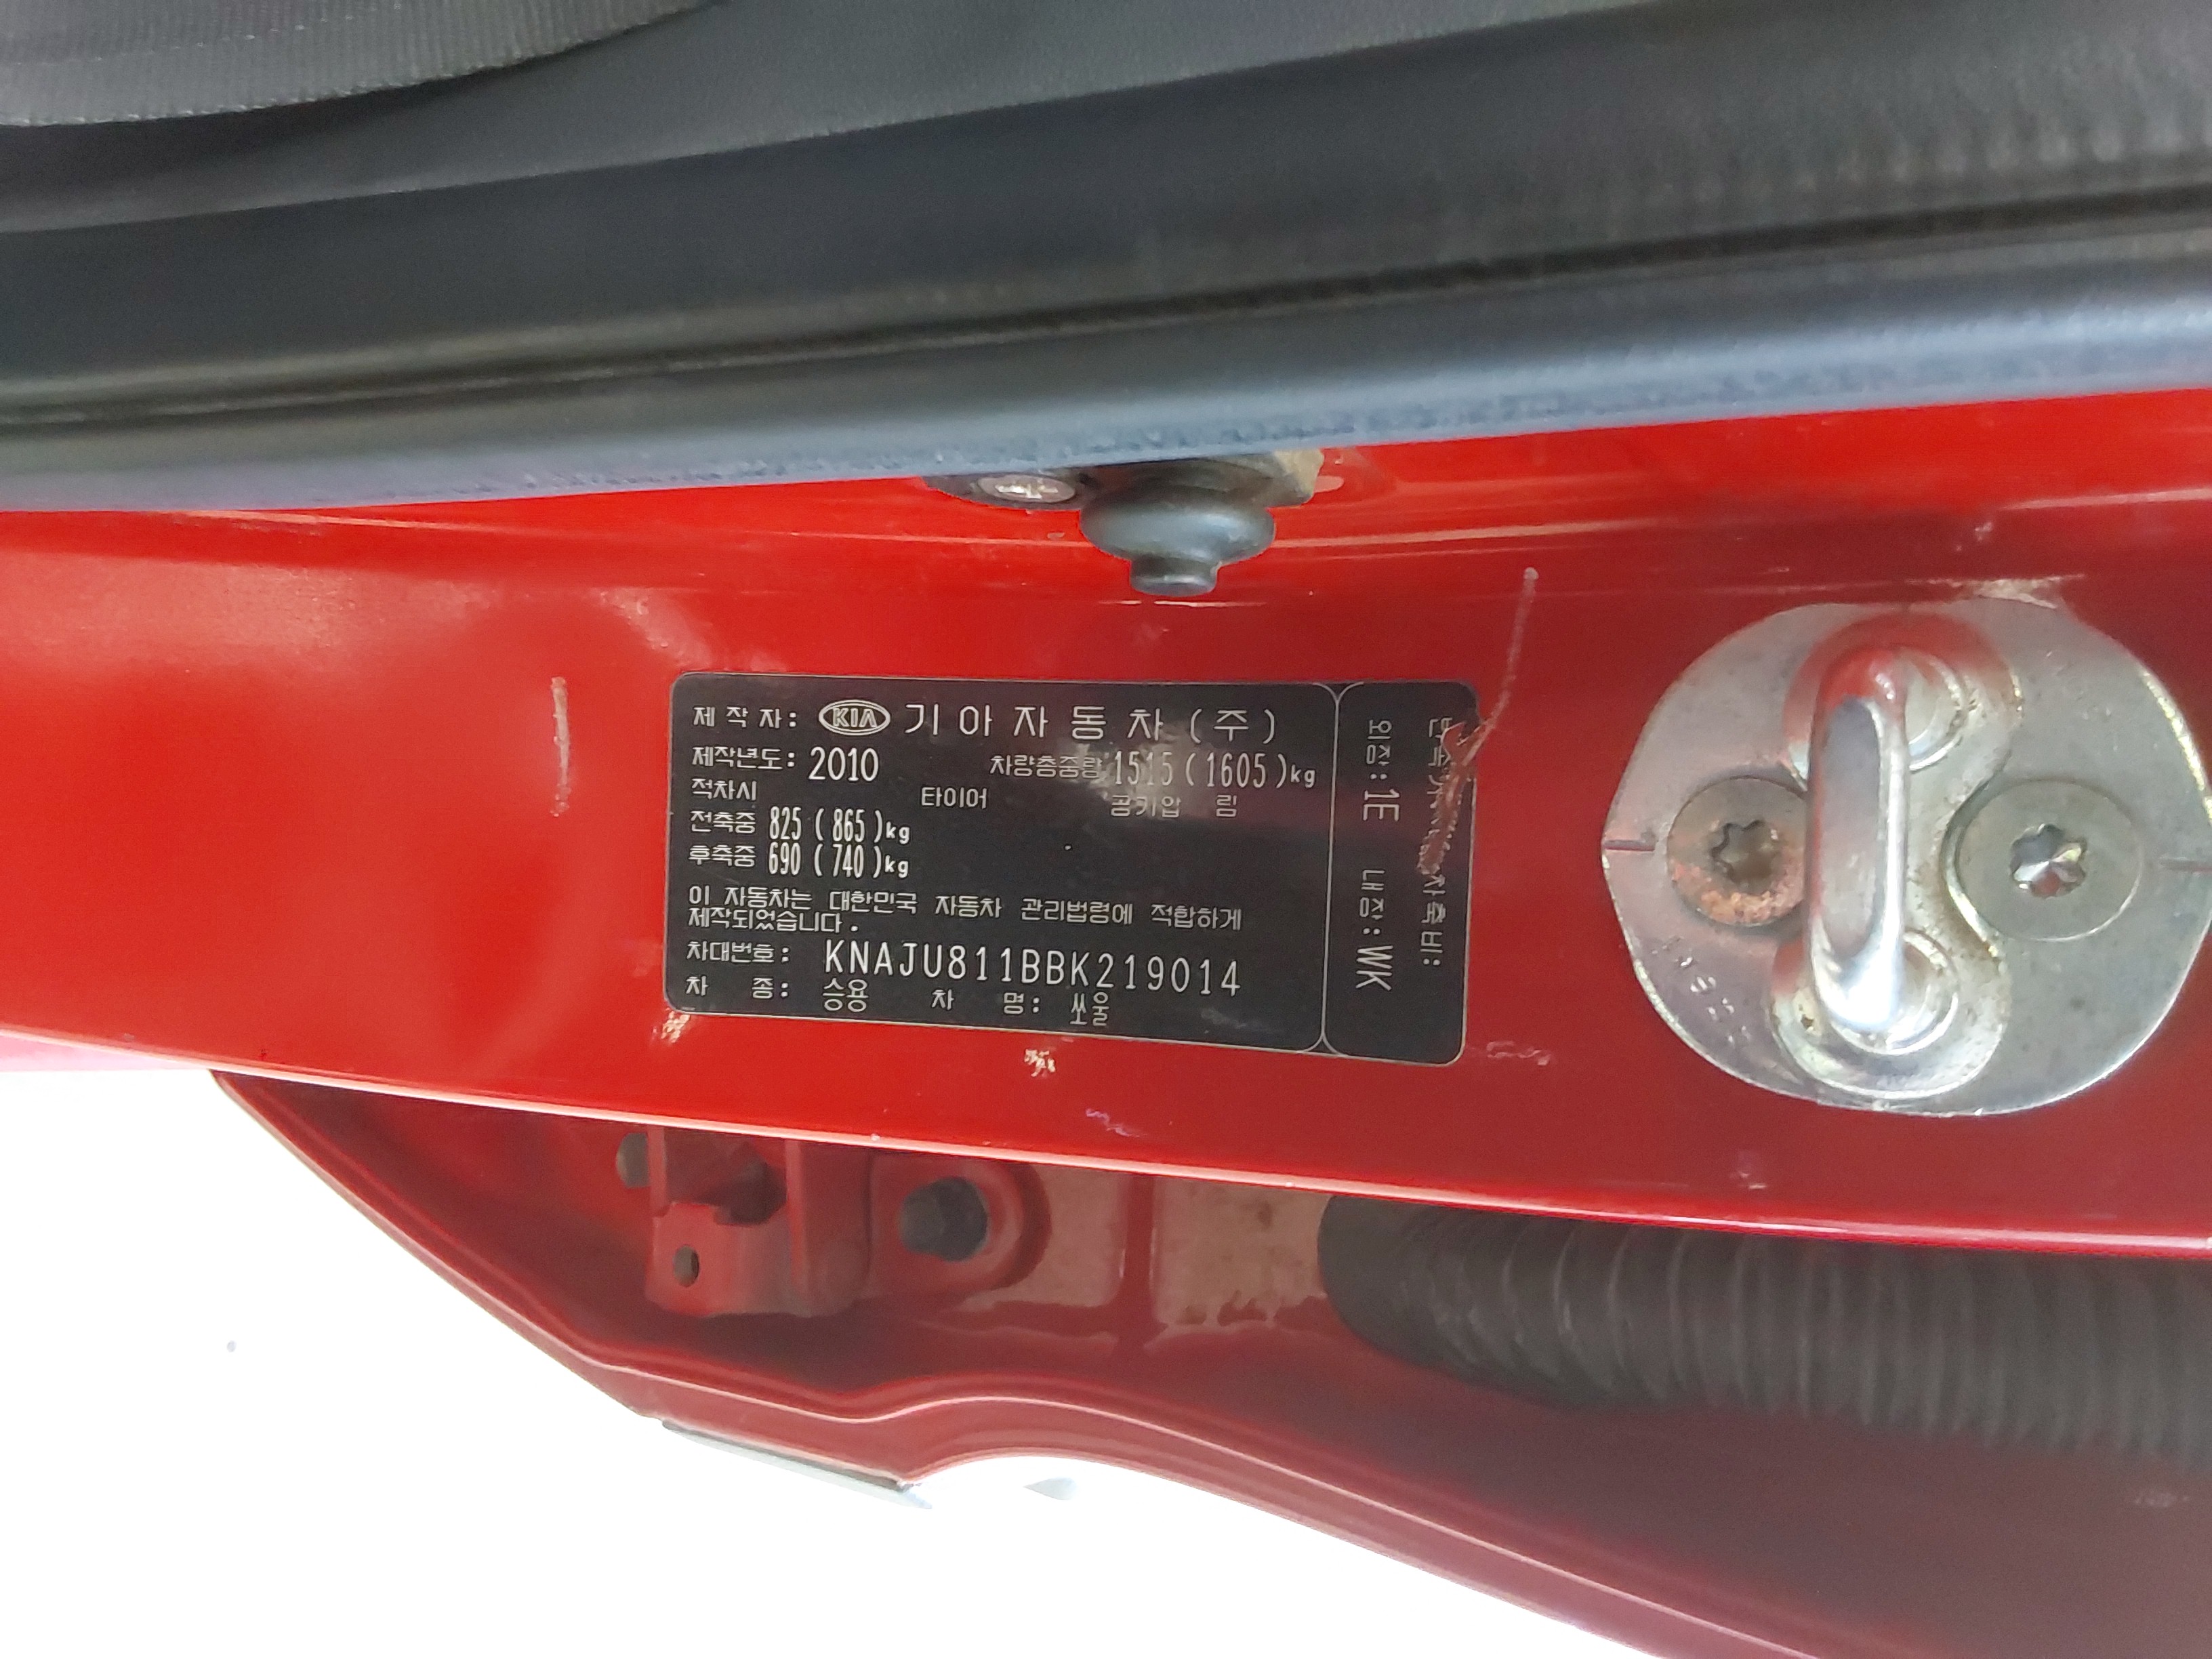 제 작 자: KIA 기 아 자 동 차 (주)
제작년도: 2010 차량총중량 1515 (1605)kg
적차시 타이어 공기압 림
전축중 825 (865)kg
후축중 690 (740)kg
이 자동차는 대한민국 자동차 관리법령에 적합하게
제작되었습니다.
차대번호: KNAJU811BBK219014
차 종: 승용 차 명: 쏘울
외장:1E 내장:WK